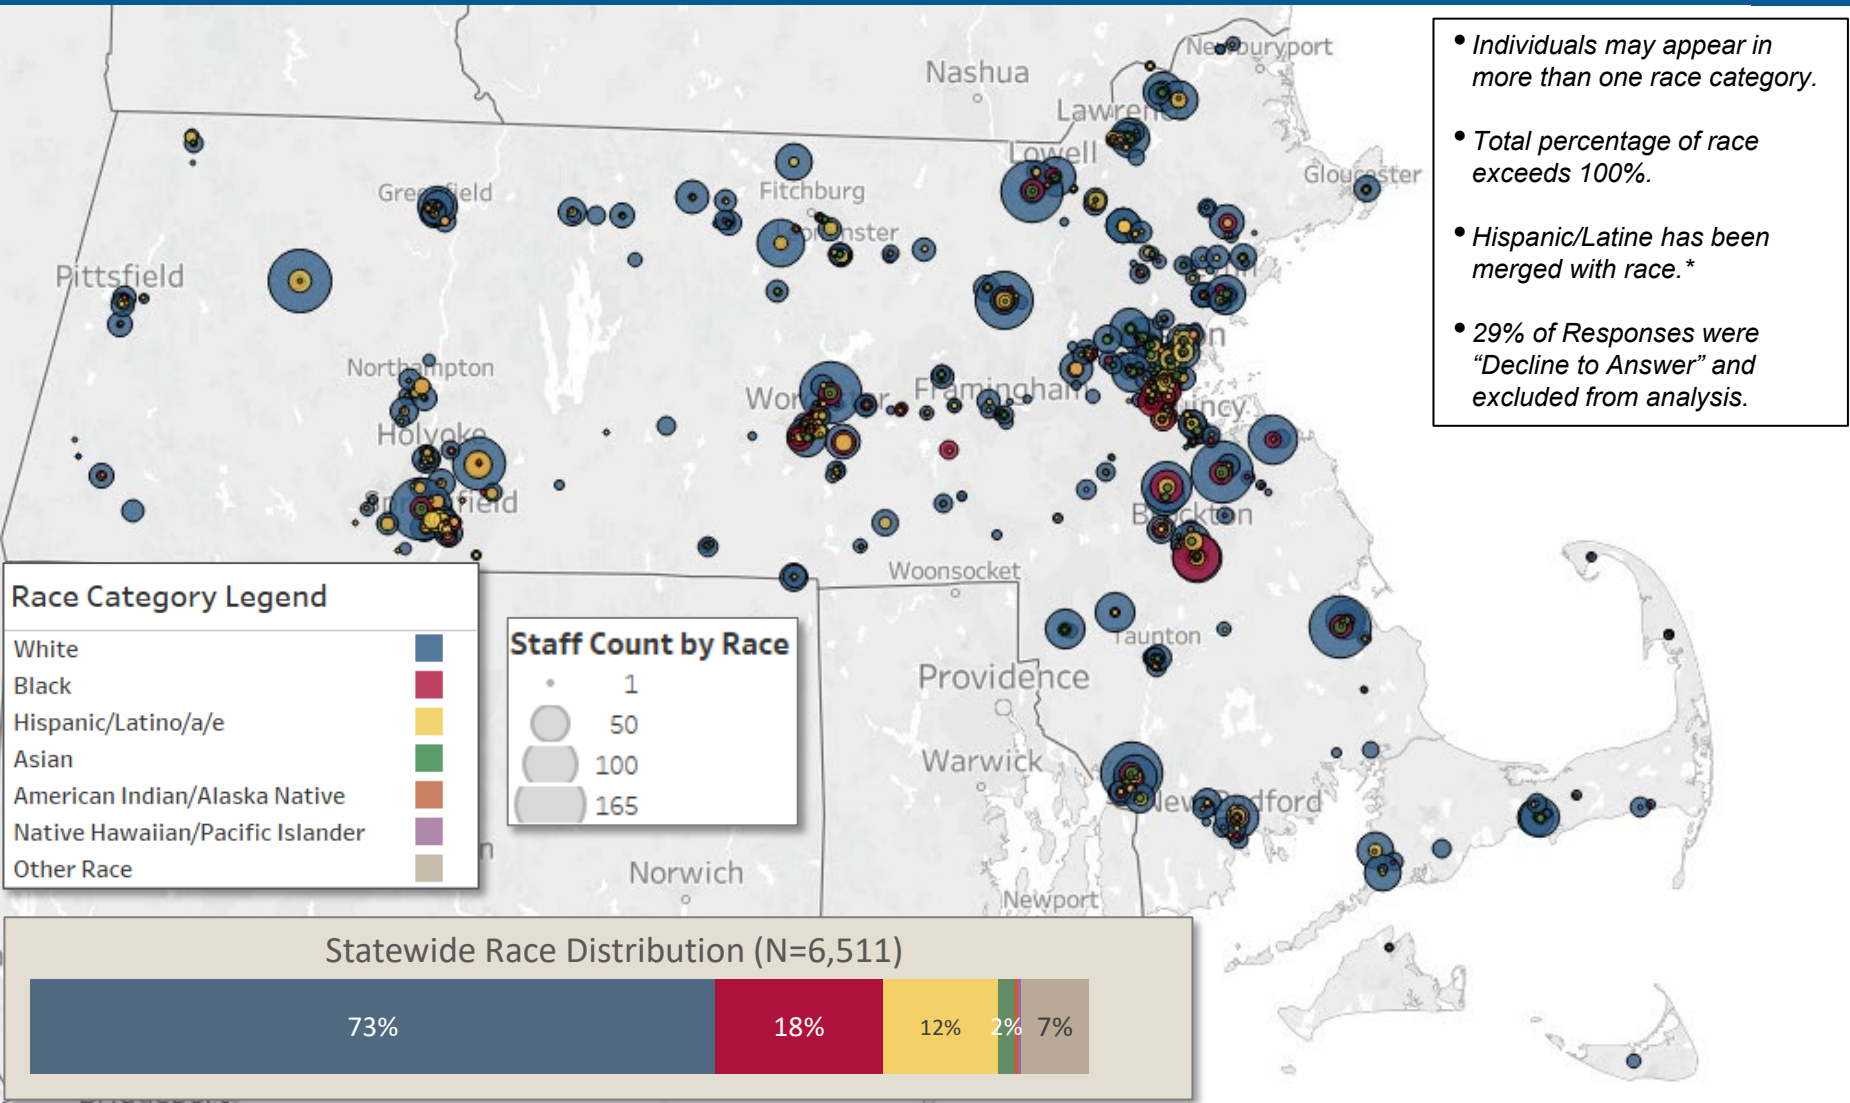 • Individuals may appear in
more than one race category.
• Total percentage of race
exceeds 100%.
• Hispanic/Latine has been
merged with race.*
• 29% of Responses were
“Decline to Answer” and
excluded from analysis.
Newburyport
Nashua
Lawrence
Lowell
Gloucester
Greenfield
Fitchburg
Leominster
Pittsfield
Northampton
Worcester
Framingham
Quincy
Holyoke
Springfield
Brockton
Woonsocket
Taunton
Providence
Warwick
New Bedford
Norwich
Newport
Race Category Legend
White
Black
Hispanic/Latino/a/e
Asian
American Indian/Alaska Native
Native Hawaiian/Pacific Islander
Other Race
Staff Count by Race
1
50
100
165
Statewide Race Distribution (N=6,511)
73% 18% 12% 2% 7%